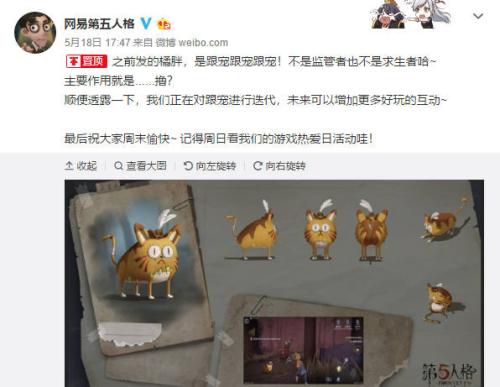 网易第五人格
5月18日 17:47 来自 微博 weibo.com
置顶 之前发的橘胖，是跟宠跟宠跟宠！不是监管者也不是求生者哈~
主要作用就是……撸？
顺便透露一下，我们正在对跟宠进行迭代，未来可以增加更多好玩的互动~
最后祝大家周末愉快~ 记得周日看我们的游戏热爱日活动哇！
收起 查看大图 向左旋转 向右旋转
第5人格